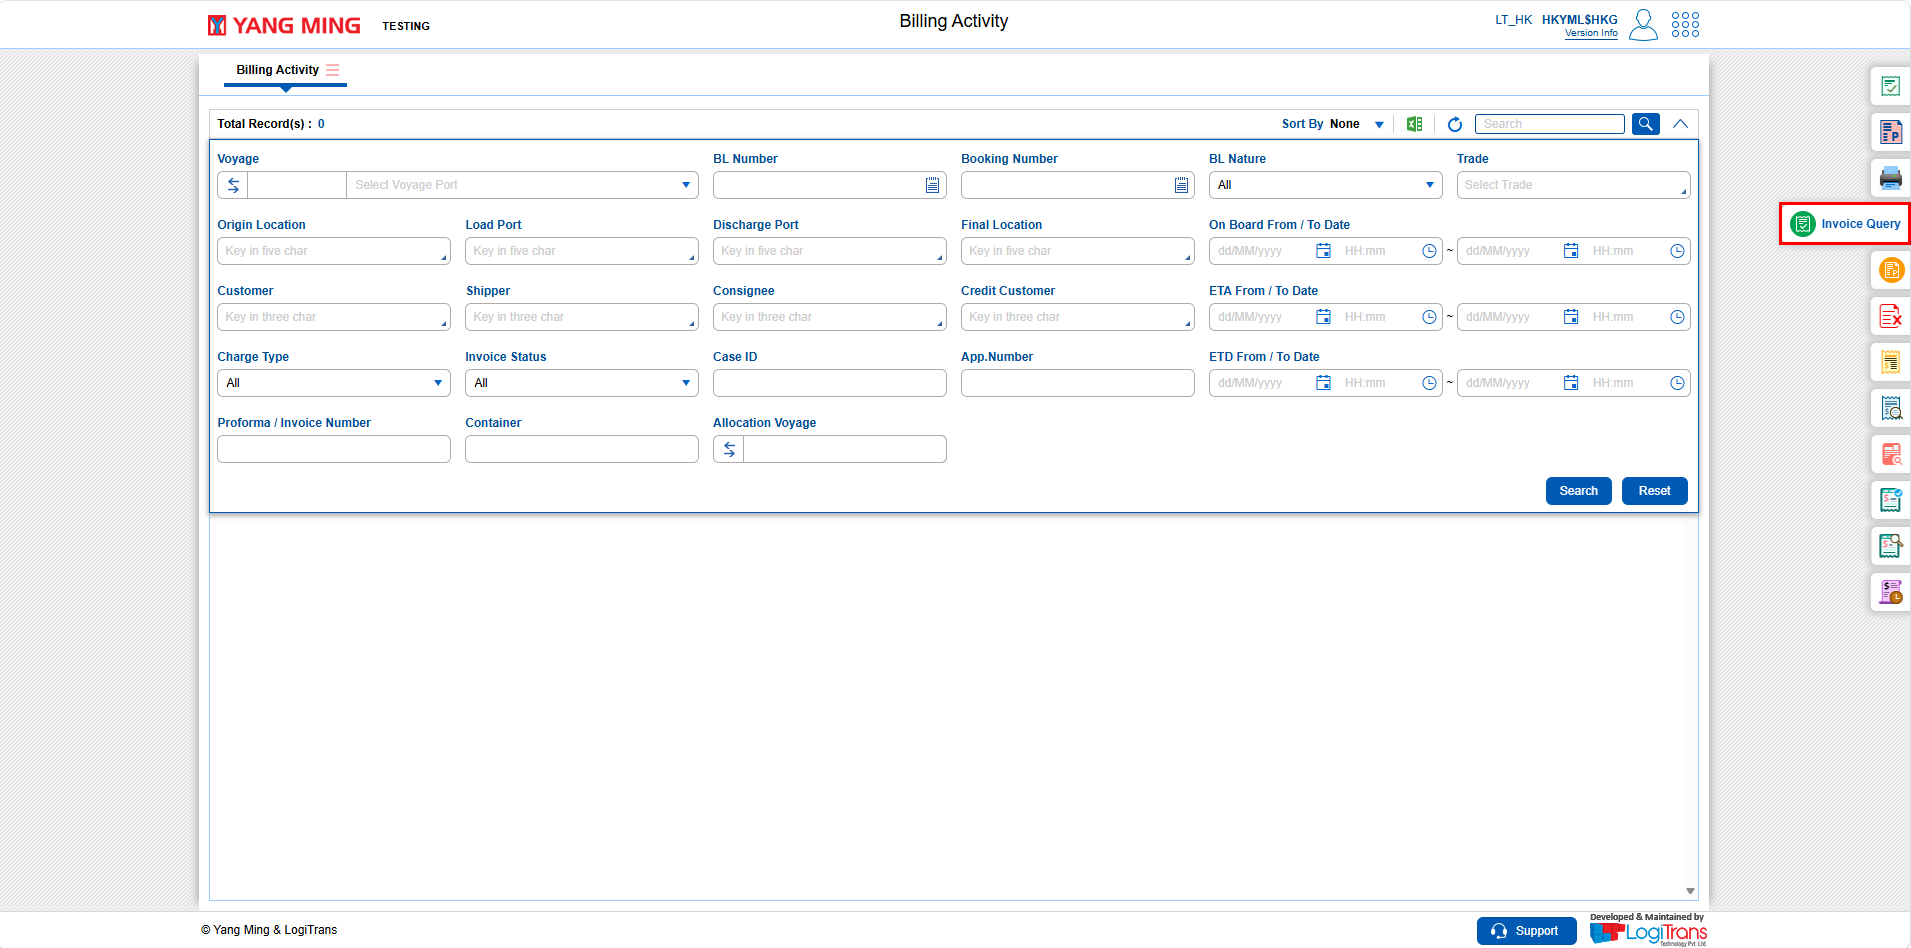 YANG MING TESTING
Billing Activity
LT_HK HKYML$HKG
Version Info
Billing Activity
Total Record(s) : 0
Sort By None
Search
Voyage BL Number Booking Number BL Nature Trade
Select Voyage Port All Select Trade
Origin Location Load Port Discharge Port Final Location On Board From / To Date
Key in five char Key in five char Key in five char Key in five char dd/MM/yyyy HH:mm ~ dd/MM/yyyy HH:mm
Customer Shipper Consignee Credit Customer ETA From / To Date
Key in three char Key in three char Key in three char Key in three char dd/MM/yyyy HH:mm ~ dd/MM/yyyy HH:mm
Charge Type Invoice Status Case ID App.Number ETD From / To Date
All All dd/MM/yyyy HH:mm ~ dd/MM/yyyy HH:mm
Proforma / Invoice Number Container Allocation Voyage
Search Reset
Invoice Query
© Yang Ming & LogiTrans
Support
Developed & Maintained by
LogiTrans
Technology Pvt. Ltd.